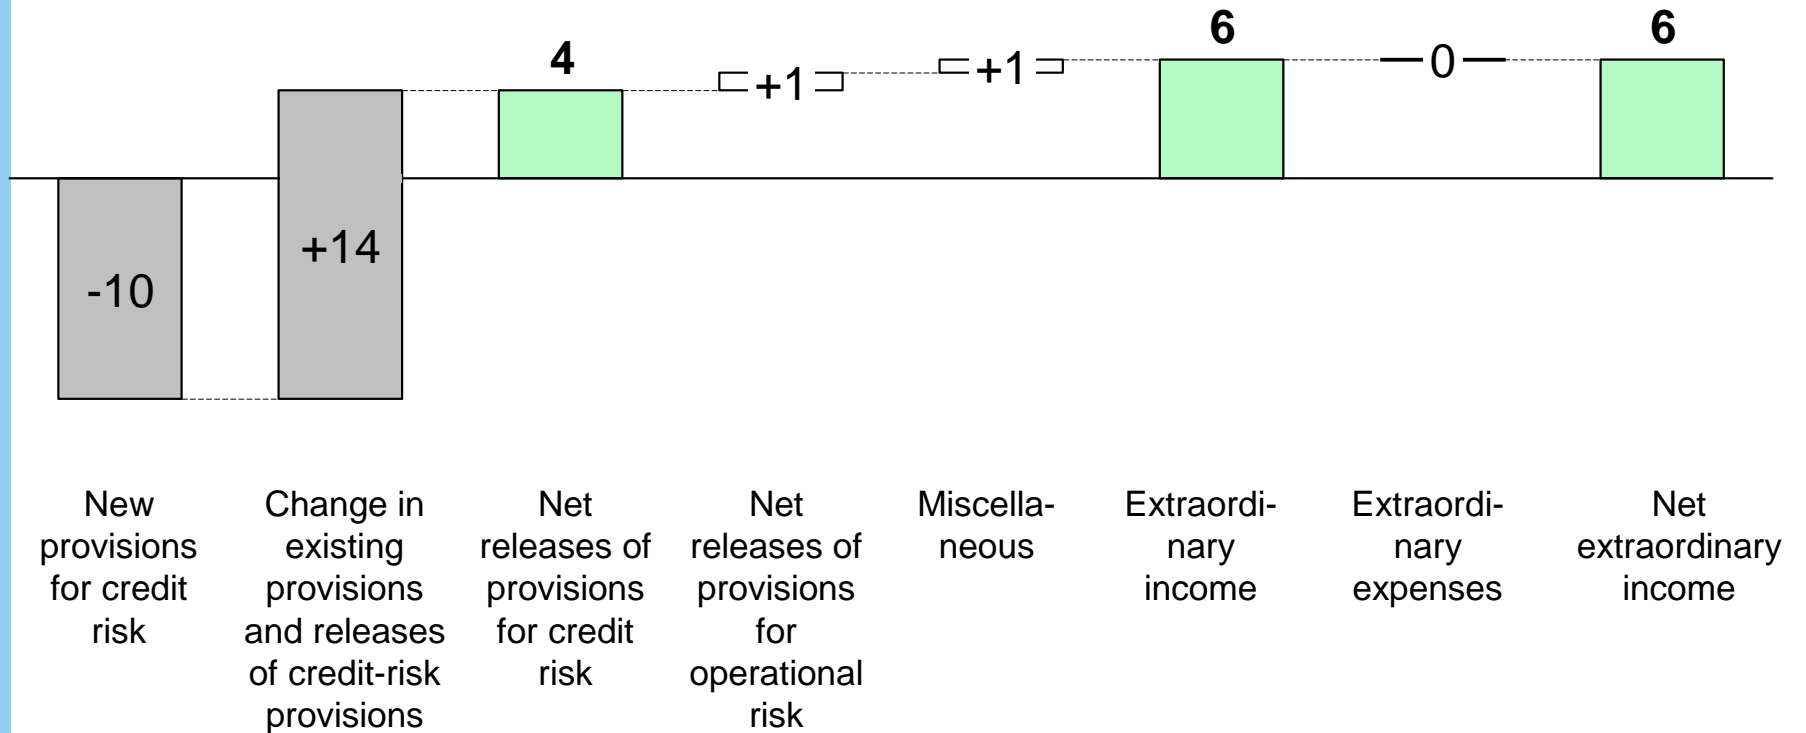 6
6
4
0
+1
+1
+14
-10
New
provisions
for credit
risk
Change in
existing
provisions
and releases
of credit-risk
provisions
Net
releases of
provisions
for credit
risk
Net
releases of
provisions
for
operational
risk
Miscella-
neous
Extraordi-
nary
income
Extraordi-
nary
expenses
Net
extraordinary
income